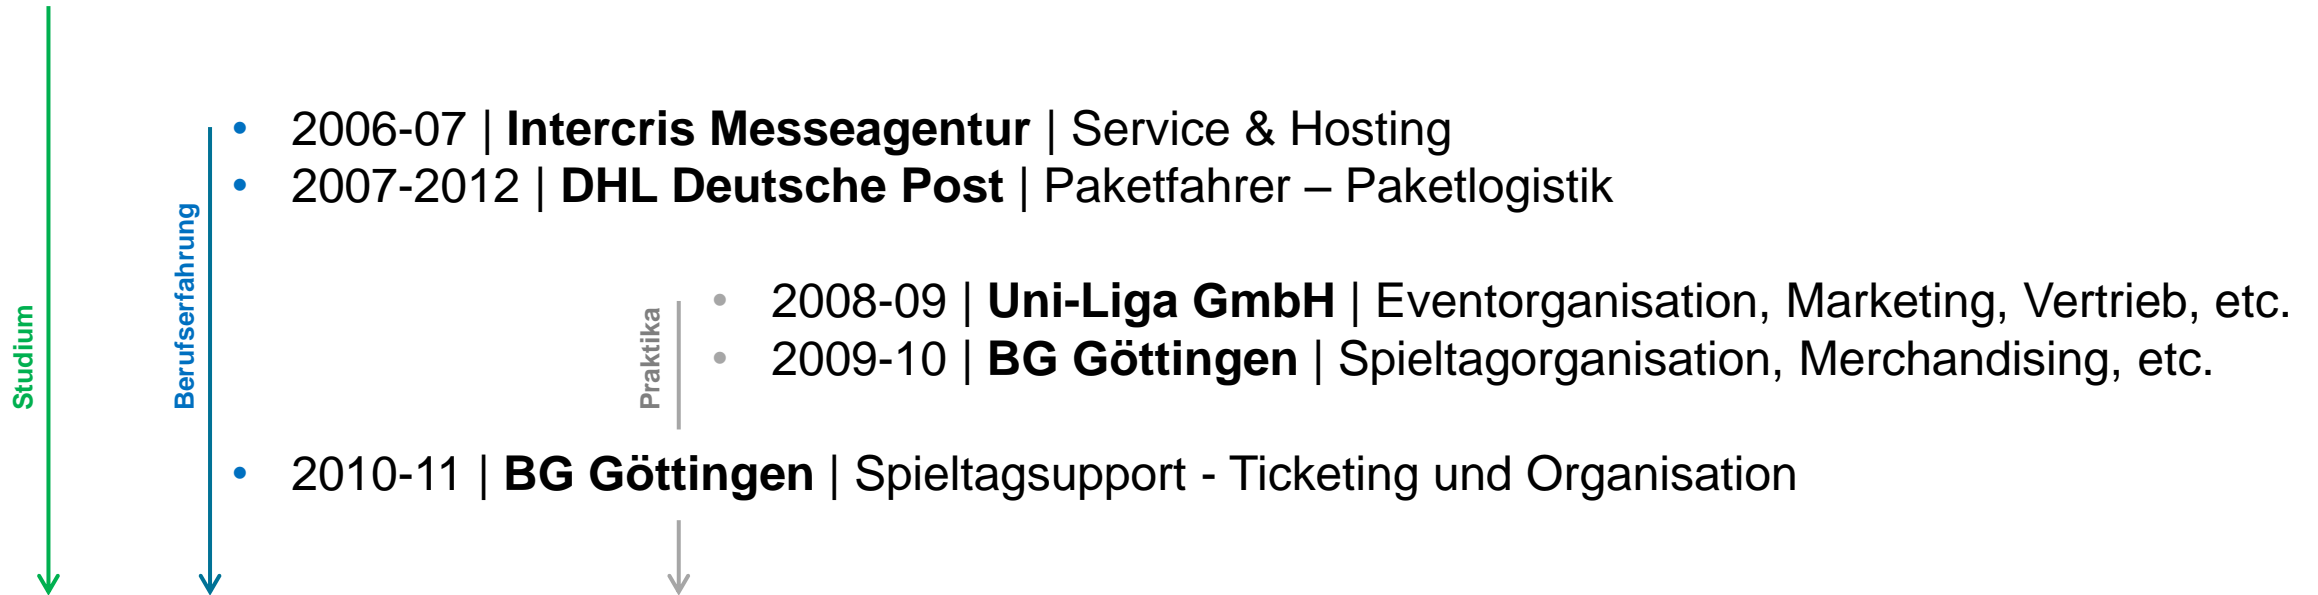 • 2006-07 | Intercris Messeagentur | Service & Hosting
• 2007-2012 | DHL Deutsche Post | Paketfahrer – Paketlogistik
• 2008-09 | Uni-Liga GmbH | Eventorganisation, Marketing, Vertrieb, etc.
• 2009-10 | BG Göttingen | Spieltagorganisation, Merchandising, etc.
• 2010-11 | BG Göttingen | Spieltagsupport - Ticketing und Organisation
Studium
Berufserfahrung
Praktika